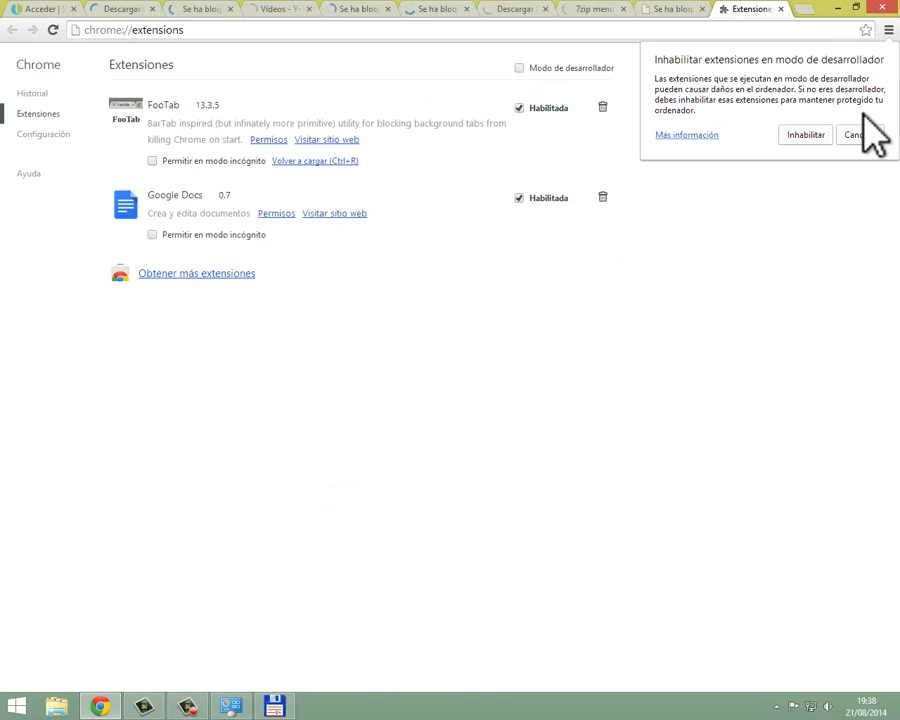 Acceder | S
Descargar
Se ha bloq
Vídeos - Y
Se ha bloq
Se ha bloq
Descargar
7zip menu
Se ha bloq
Extensione
chrome://extensions
Chrome
Historial
Extensiones
Configuración
Ayuda
Extensiones
Modo de desarrollador
FooTab 13.3.5
Habilitada
FooTab
BarTab inspired (but infinately more primitive) utility for blocking background tabs from
killing Chrome on start. Permisos Visitar sitio web
Permitir en modo incógnito Volver a cargar (Ctrl+R)
Google Docs 0.7
Habilitada
Crea y edita documentos Permisos Visitar sitio web
Permitir en modo incógnito
Obtener más extensiones
Inhabilitar extensiones en modo de desarrollador
Las extensiones que se ejecutan en modo de desarrollador
pueden causar daños en el ordenador. Si no eres desarrollador,
debes inhabilitar esas extensiones para mantener protegido tu
ordenador.
Más información
Inhabilitar
Canc
19:38
21/08/2014